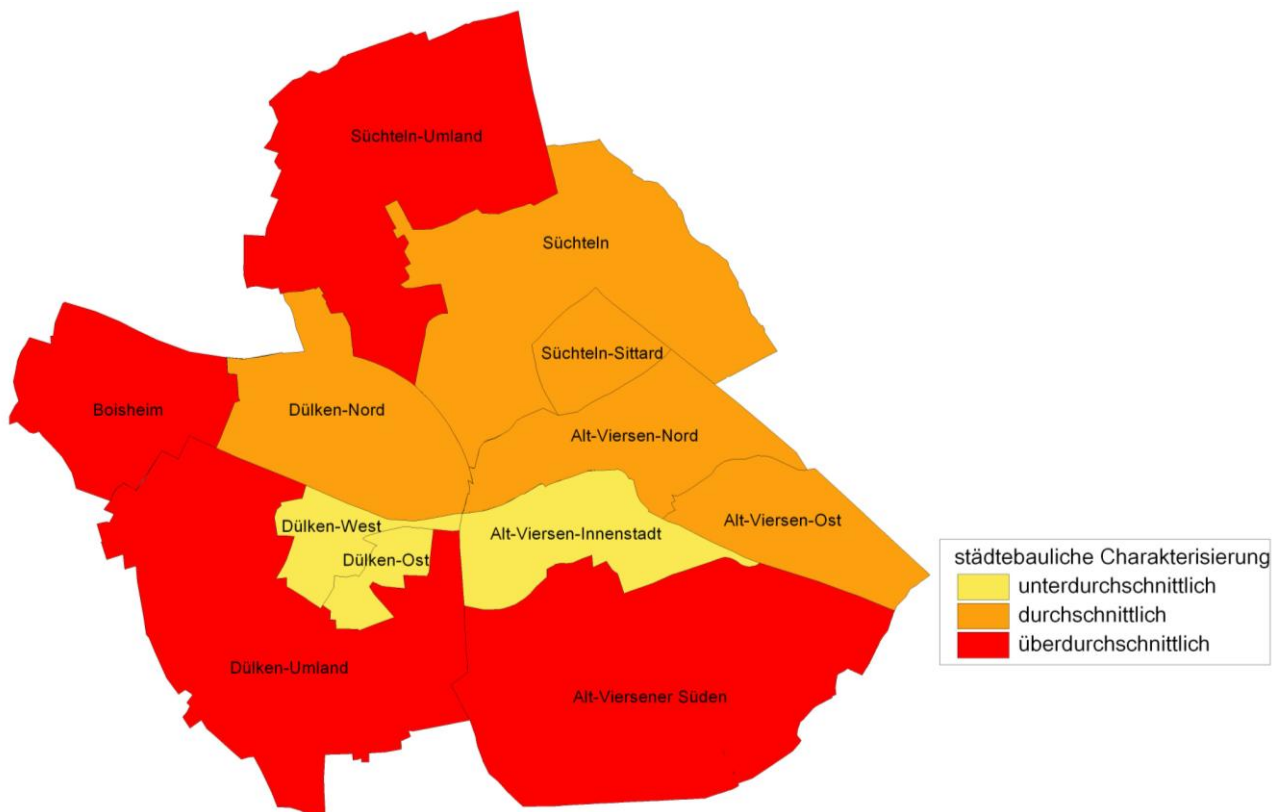 Süchteln-Umland
Süchteln
Süchteln-Sittard
Boisheim
Dülken-Nord
Alt-Viersen-Nord
Dülken-West
Alt-Viersen-Innenstadt
Alt-Viersen-Ost
Dülken-Ost
Dülken-Umland
Alt-Viersener Süden
städtebauliche Charakterisierung
unterdurchschnittlich
durchschnittlich
überdurchschnittlich